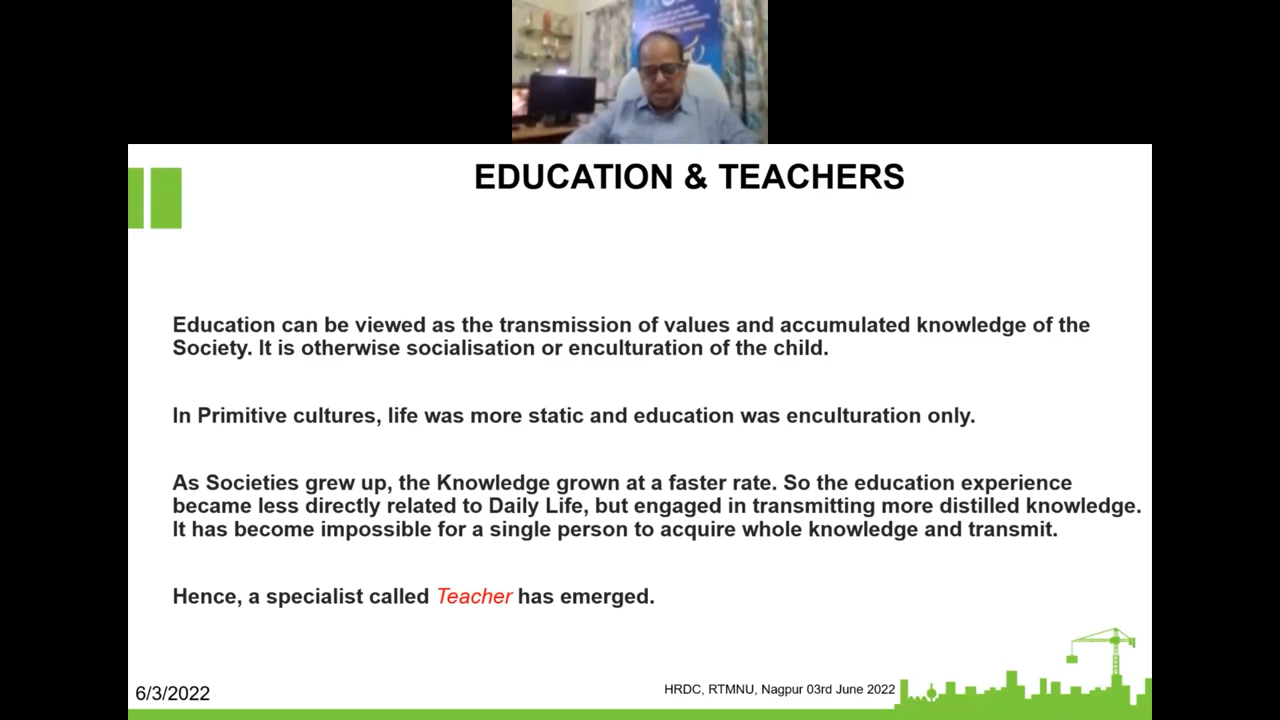 EDUCATION & TEACHERS
Education can be viewed as the transmission of values and accumulated knowledge of the
Society. It is otherwise socialisation or enculturation of the child.
In Primitive cultures, life was more static and education was enculturation only.
As Societies grew up, the Knowledge grown at a faster rate. So the education experience
became less directly related to Daily Life, but engaged in transmitting more distilled knowledge.
It has become impossible for a single person to acquire whole knowledge and transmit.
Hence, a specialist called Teacher has emerged.
6/3/2022
HRDC, RTMNU, Nagpur 03rd June 2022